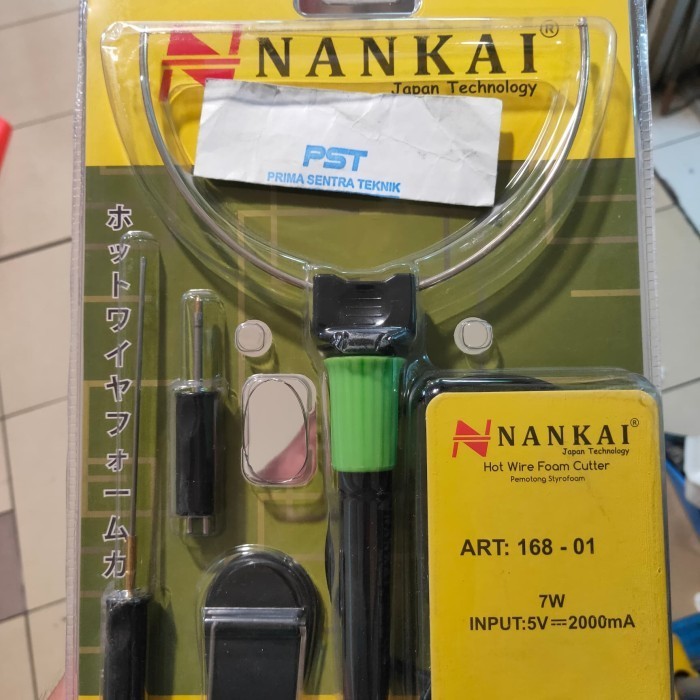 NANKAI®
Japan Technology
PST
PRIMA SENTRA TEKNIK
ホットワイヤフォームカ
NANKAI®
Japan Technology
Hot Wire Foam Cutter
Pemotong Styrofoam
ART: 168 - 01
7W
INPUT:5V⎓2000mA